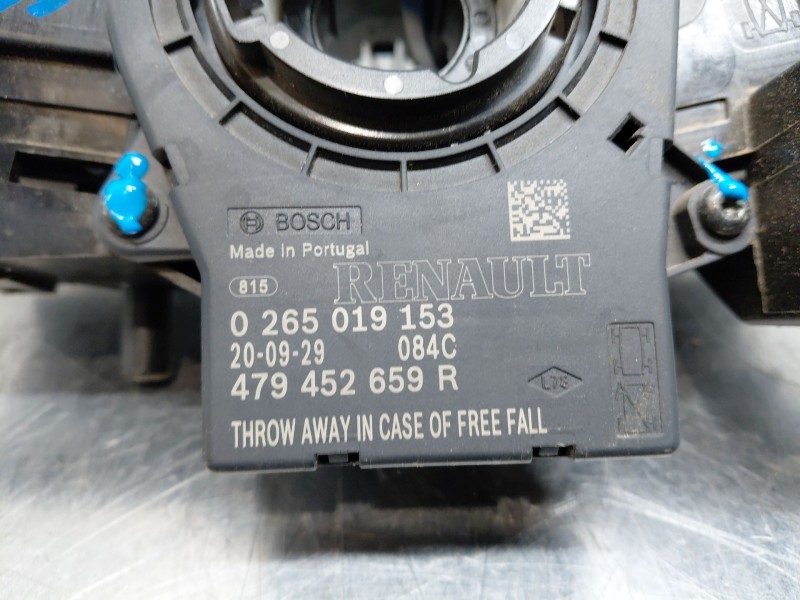 BOSCH
Made in Portugal
RENAULT
815
0 265 019 153
20-09-29 084C
479 452 659 R
THROW AWAY IN CASE OF FREE FALL